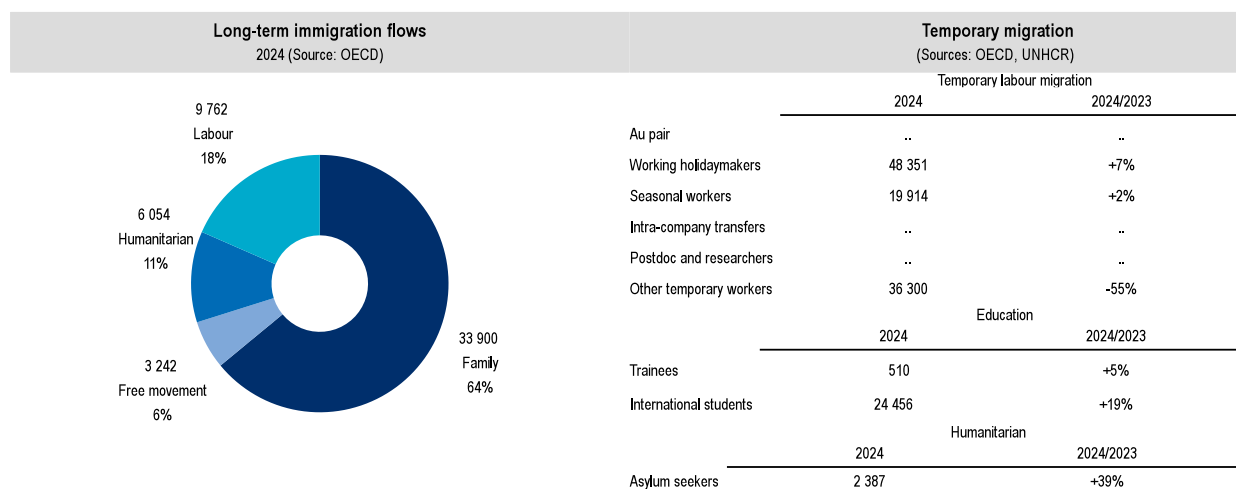 Long-term immigration flows
2024 (Source: OECD)
9 762
Labour
18%
6 054
Humanitarian
11%
3 242
Free movement
6%
33 900
Family
64%
Temporary migration
(Sources: OECD, UNHCR)
Temporary labour migration
2024 2024/2023
Au pair .. ..
Working holidaymakers 48 351 +7%
Seasonal workers 19 914 +2%
Intra-company transfers .. ..
Postdoc and researchers .. ..
Other temporary workers 36 300 -55%
Education
2024 2024/2023
Trainees 510 +5%
International students 24 456 +19%
Humanitarian
2024 2024/2023
Asylum seekers 2 387 +39%